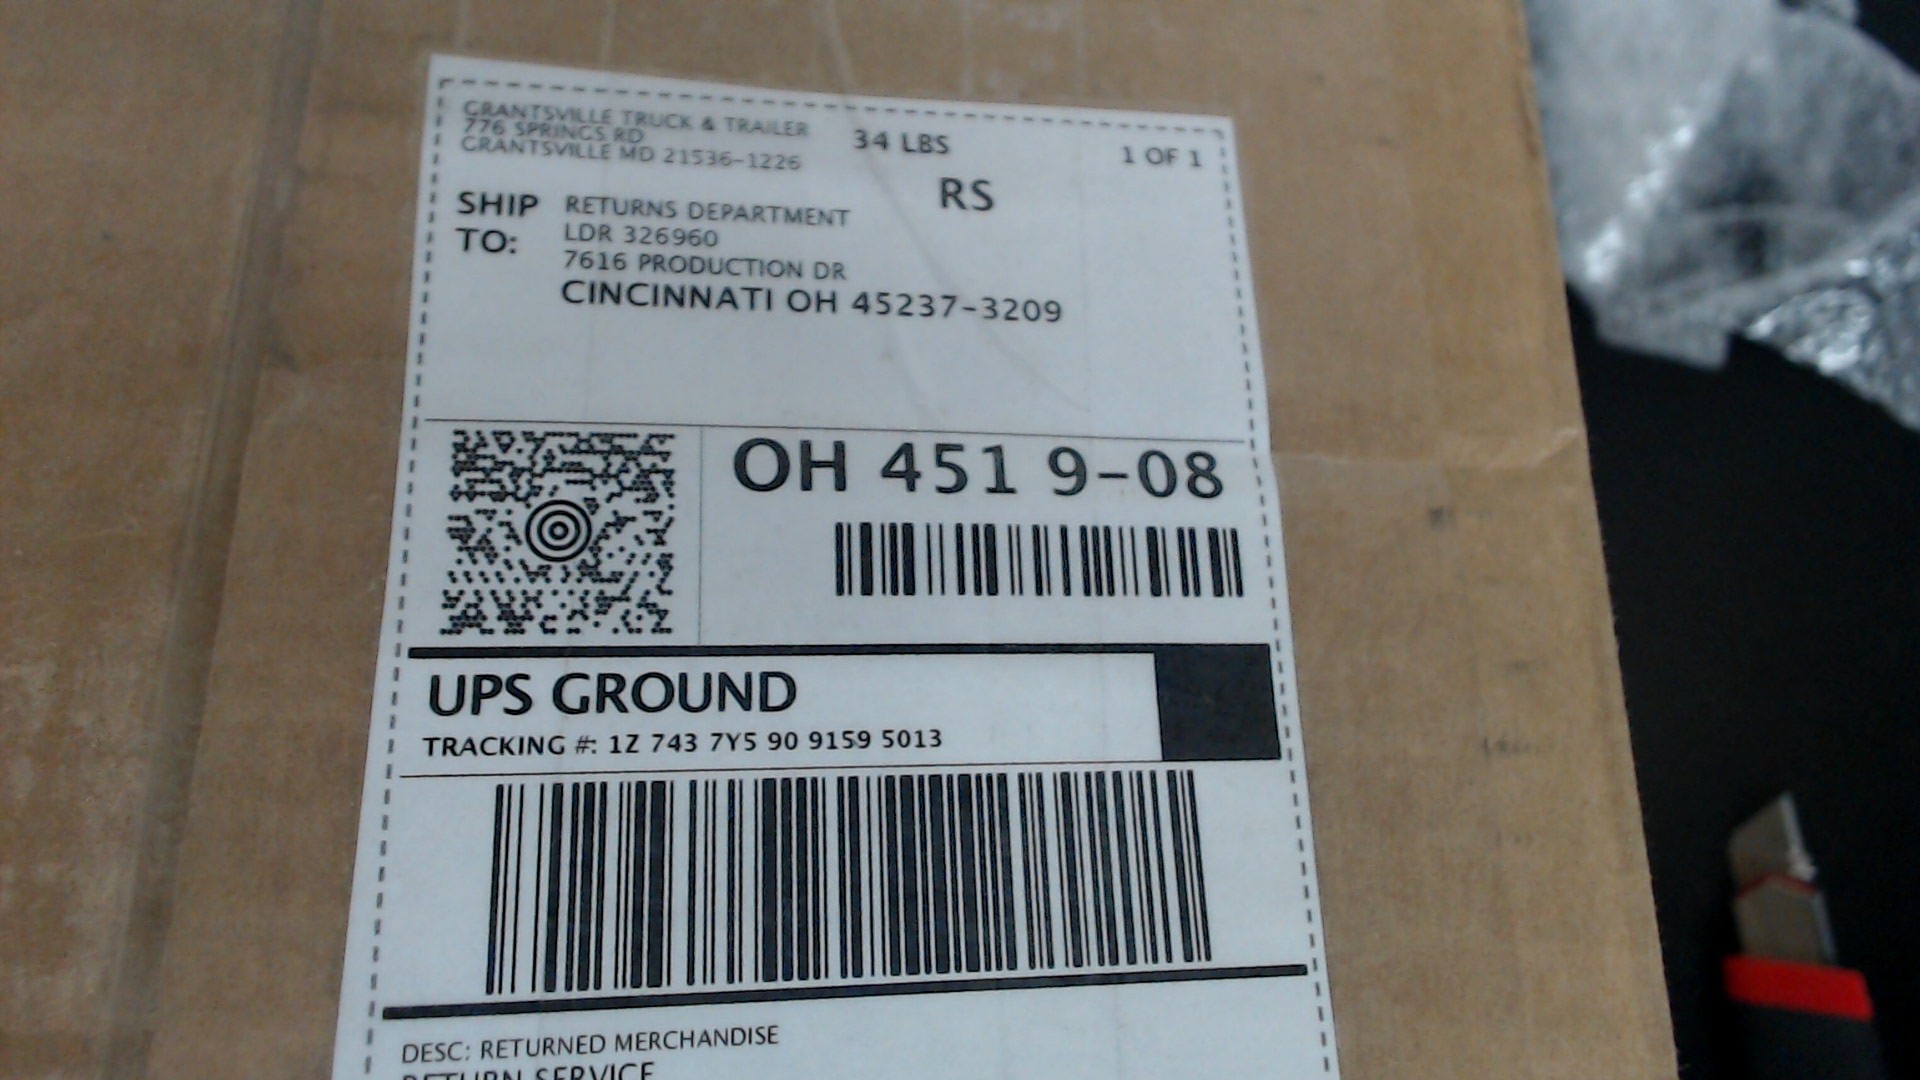 GRANTSVILLE TRUCK & TRAILER
776 SPRINGS RD
GRANTSVILLE MD 21536-1226
34 LBS
1 OF 1
RS
SHIP TO:
RETURNS DEPARTMENT
LDR 326960
7616 PRODUCTION DR
CINCINNATI OH 45237-3209
OH 451 9-08
UPS GROUND
TRACKING #: 1Z 743 7Y5 90 9159 5013
DESC: RETURNED MERCHANDISE
RETURN SERVICE